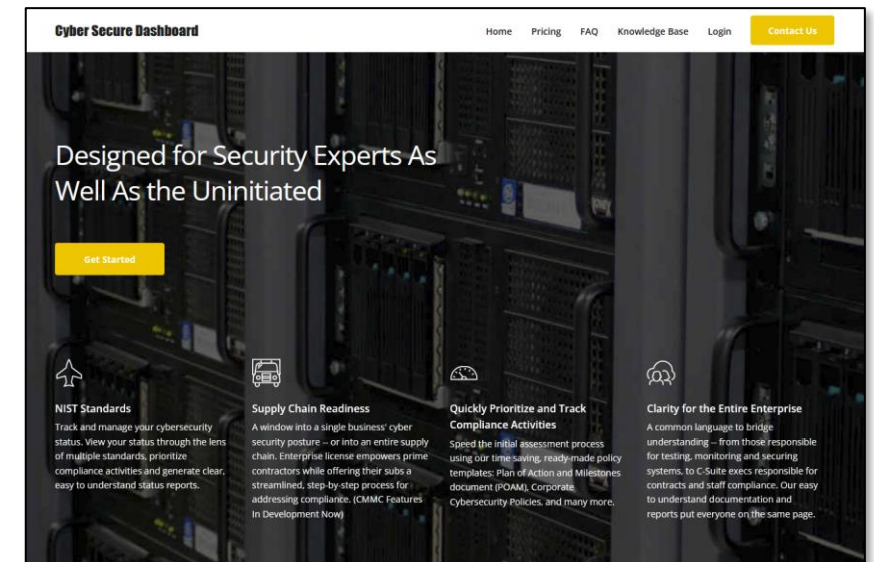 Cyber Secure Dashboard
Home Pricing FAQ Knowledge Base Login Contact Us
Designed for Security Experts As
Well As the Uninitiated
Get Started
NIST Standards
Track and manage your cybersecurity
status. View your status through the lens
of multiple standards, prioritize
compliance activities and generate clear,
easy to understand status reports.
Supply Chain Readiness
A window into a single business' cyber
security posture -- or into an entire supply
chain. Enterprise license empowers prime
contractors while offering their subs a
streamlined, step-by-step process for
addressing compliance. (CMMC Features
In Development Now)
Quickly Prioritize and Track
Compliance Activities
Speed the initial assessment process
using our time saving, ready-made policy
templates: Plan of Action and Milestones
document (POAM), Corporate
Cybersecurity Policies, and many more.
Clarity for the Entire Enterprise
A common language to bridge
understanding -- from those responsible
for testing, monitoring and securing
systems, to C-Suite execs responsible for
contracts and staff compliance. Our easy
to understand documentation and
reports put everyone on the same page.